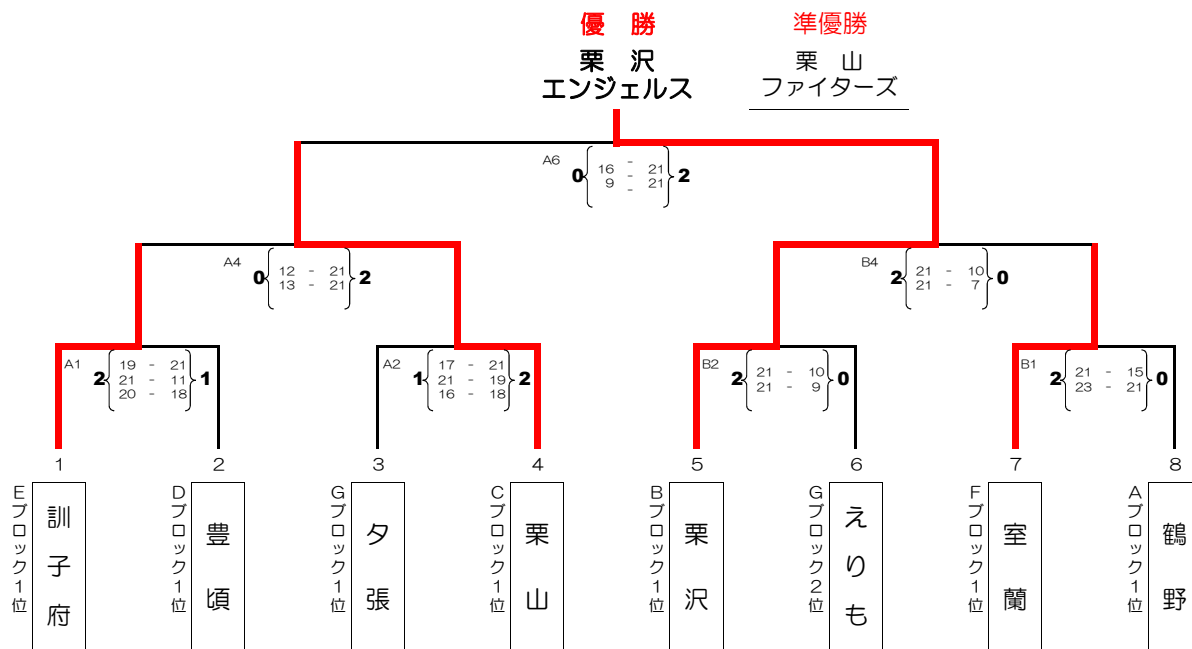 優 勝
準優勝
栗 沢
エンジェルス
栗 山
ファイターズ
A6
0 16 - 21 2
9 - 21
-
A4
0 12 - 21 2
13 - 21
B4
2 21 - 10 0
21 - 7
A1
2 19 - 21 1
21 - 11
20 - 18
A2
1 17 - 21 2
21 - 19
16 - 18
B2
2 21 - 10 0
21 - 9
B1
2 21 - 15 0
23 - 21
1
2
3
4
5
6
7
8
Eブロック1位
訓子府
Dブロック1位
豊頃
Gブロック1位
夕張
Cブロック1位
栗山
Bブロック1位
栗沢
Gブロック2位
えりも
Fブロック1位
室蘭
Aブロック1位
鶴野